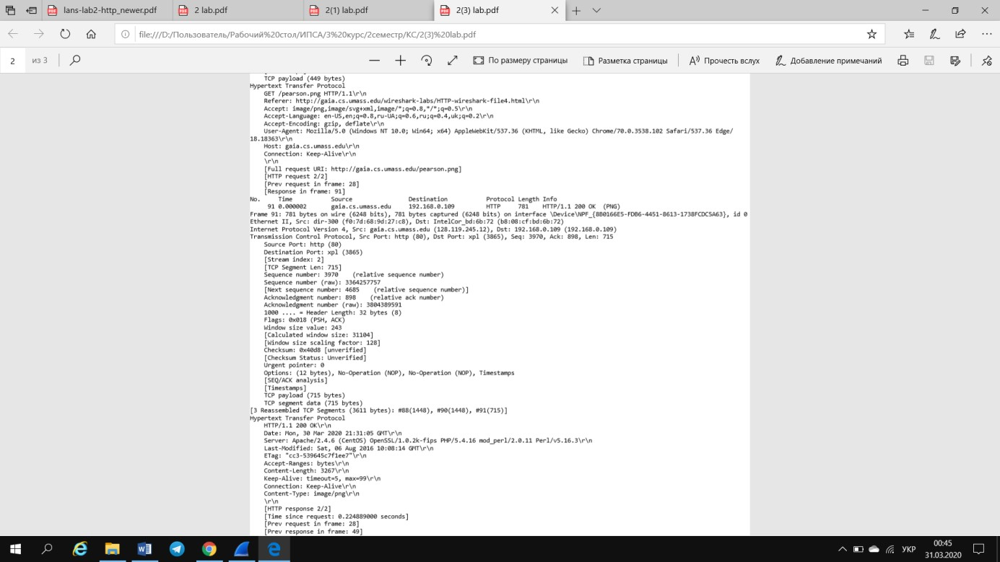 lans-lab2-http_newer.pdf
2 lab.pdf
2(1) lab.pdf
2(3) lab.pdf
file:///D:/Пользователь/Рабочий%20стол/ИПСА/3%20курс/2семестр/КС/2(3)%20lab.pdf
2 из 3
По размеру страницы
Разметка страницы
Прочесть вслух
Добавление примечаний
TCP payload (449 bytes)
Hypertext Transfer Protocol
GET /pearson.png HTTP/1.1\r\n
Referer: http://gaia.cs.umass.edu/wireshark-labs/HTTP-wireshark-file4.html\r\n
Accept: image/png,image/svg+xml,image/*;q=0.8,*/*;q=0.5\r\n
Accept-Language: en-US,en;q=0.8,ru-UA;q=0.6,ru;q=0.4,uk;q=0.2\r\n
Accept-Encoding: gzip, deflate\r\n
User-Agent: Mozilla/5.0 (Windows NT 10.0; Win64; x64) AppleWebKit/537.36 (KHTML, like Gecko) Chrome/70.0.3538.102 Safari/537.36 Edge/
18.18363\r\n
Host: gaia.cs.umass.edu\r\n
Connection: Keep-Alive\r\n
\r\n
[Full request URI: http://gaia.cs.umass.edu/pearson.png]
[HTTP request 2/2]
[Prev request in frame: 28]
[Response in frame: 91]
No. Time Source Destination Protocol Length Info
91 0.000002 gaia.cs.umass.edu 192.168.0.109 HTTP 781 HTTP/1.1 200 OK (PNG)
Frame 91: 781 bytes on wire (6248 bits), 781 bytes captured (6248 bits) on interface \Device\NPF_{8B0166E5-FDB6-4451-8613-1738FCDC5A63}, id 0
Ethernet II, Src: dir-300 (f0:7d:68:9d:27:c8), Dst: IntelCor_bd:6b:72 (b8:08:cf:bd:6b:72)
Internet Protocol Version 4, Src: gaia.cs.umass.edu (128.119.245.12), Dst: 192.168.0.109 (192.168.0.109)
Transmission Control Protocol, Src Port: http (80), Dst Port: xpl (3865), Seq: 3970, Ack: 898, Len: 715
Source Port: http (80)
Destination Port: xpl (3865)
[Stream index: 2]
[TCP Segment Len: 715]
Sequence number: 3970 (relative sequence number)
Sequence number (raw): 3364257757
[Next sequence number: 4685 (relative sequence number)]
Acknowledgment number: 898 (relative ack number)
Acknowledgment number (raw): 3804389591
1000 .... = Header Length: 32 bytes (8)
Flags: 0x018 (PSH, ACK)
Window size value: 243
[Calculated window size: 31104]
[Window size scaling factor: 128]
Checksum: 0x40d8 [unverified]
[Checksum Status: Unverified]
Urgent pointer: 0
Options: (12 bytes), No-Operation (NOP), No-Operation (NOP), Timestamps
[SEQ/ACK analysis]
[Timestamps]
TCP payload (715 bytes)
TCP segment data (715 bytes)
[3 Reassembled TCP Segments (3611 bytes): #88(1448), #90(1448), #91(715)]
Hypertext Transfer Protocol
HTTP/1.1 200 OK\r\n
Date: Mon, 30 Mar 2020 21:31:05 GMT\r\n
Server: Apache/2.4.6 (CentOS) OpenSSL/1.0.2k-fips PHP/5.4.16 mod_perl/2.0.11 Perl/v5.16.3\r\n
Last-Modified: Sat, 06 Aug 2016 10:08:14 GMT\r\n
ETag: "cc3-539645c7f1ee7"\r\n
Accept-Ranges: bytes\r\n
Content-Length: 3267\r\n
Keep-Alive: timeout=5, max=99\r\n
Connection: Keep-Alive\r\n
Content-Type: image/png\r\n
\r\n
[HTTP response 2/2]
[Time since request: 0.224889000 seconds]
[Prev request in frame: 28]
[Prev response in frame: 49]
УКР
00:45
31.03.2020